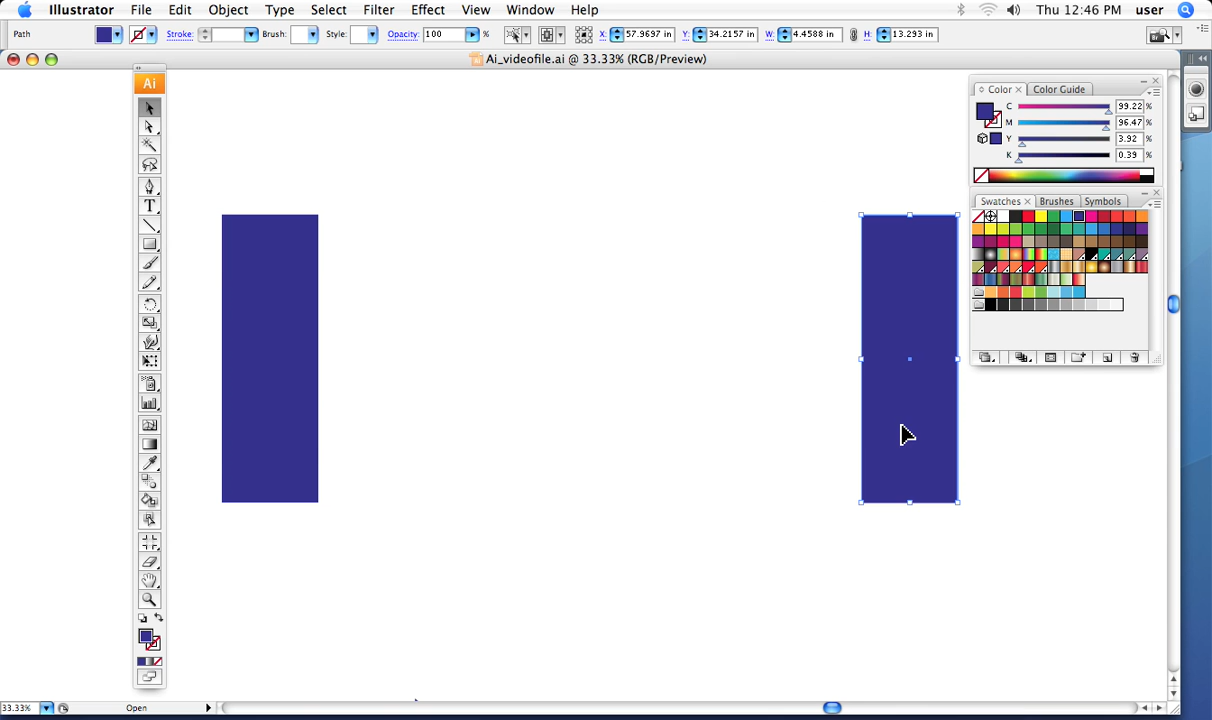 Illustrator File Edit Object Type Select Filter Effect View Window Help Thu 12:46 PM user
Path Stroke: Brush: Style: Opacity: 100 % X: 57.9697 in Y: 34.2157 in W: 4.4588 in H: 13.293 in
Ai_videofile.ai @ 33.33% (RGB/Preview)
Ai
Color Color Guide
C 99.22 %
M 96.47 %
Y 3.92 %
K 0.39 %
Swatches Brushes Symbols
T
33.33% Open